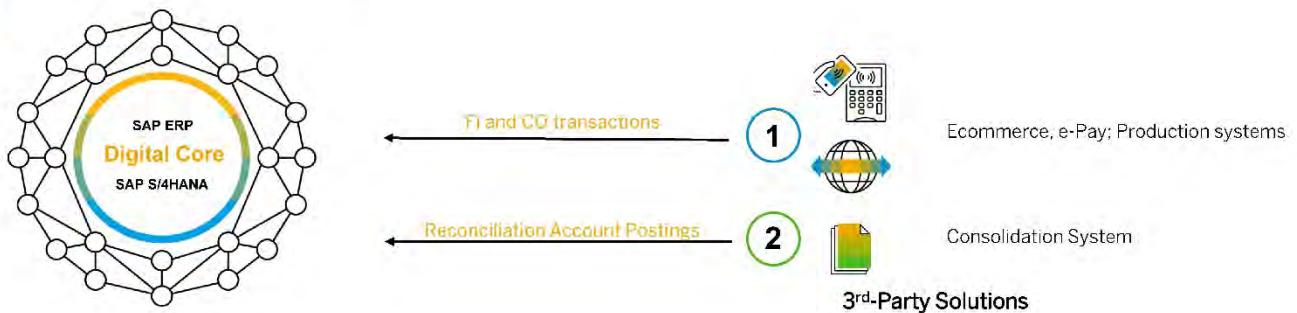 SAP ERP
Digital Core
SAP S/4HANA
FI and CO transactions
1
Ecommerce, e-Pay; Production systems
Reconciliation Account Postings
2
Consolidation System
3rd-Party Solutions